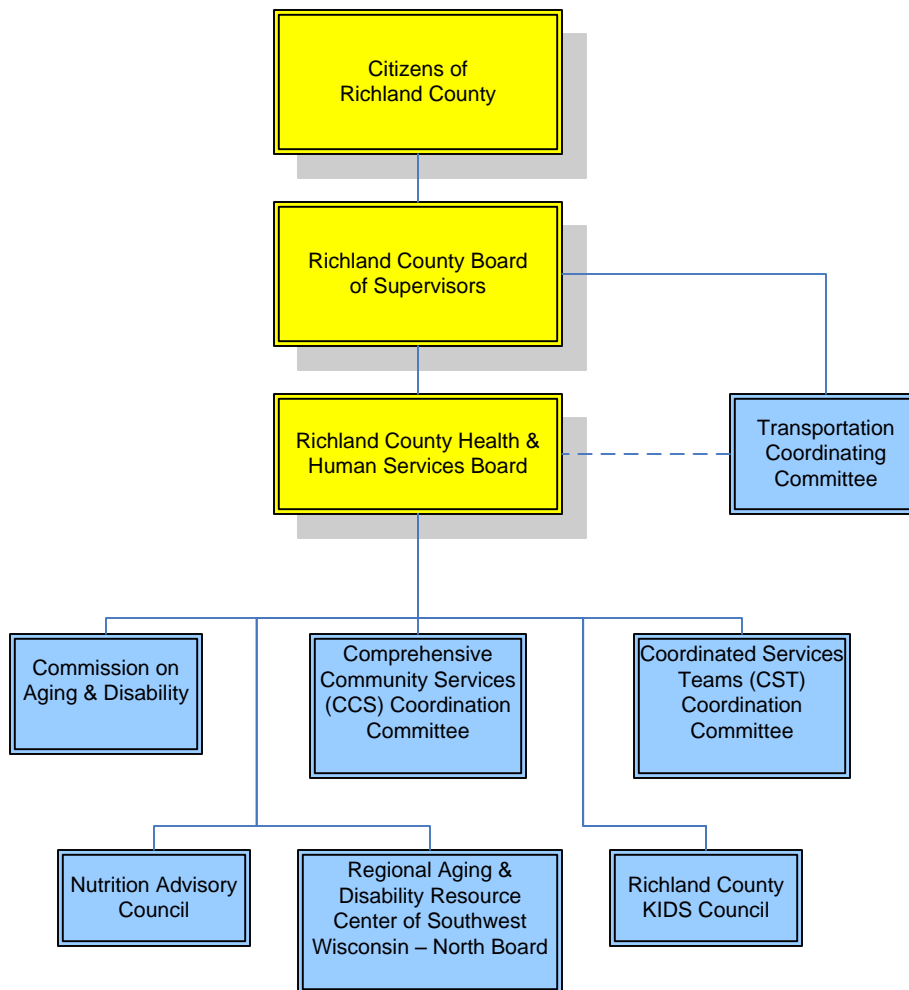 Citizens of
Richland County
Richland County Board
of Supervisors
Richland County Health &
Human Services Board
Transportation
Coordinating
Committee
Commission on
Aging & Disability
Comprehensive
Community Services
(CCS) Coordination
Committee
Coordinated Services
Teams (CST)
Coordination
Committee
Nutrition Advisory
Council
Regional Aging &
Disability Resource
Center of Southwest
Wisconsin – North Board
Richland County
KIDS Council